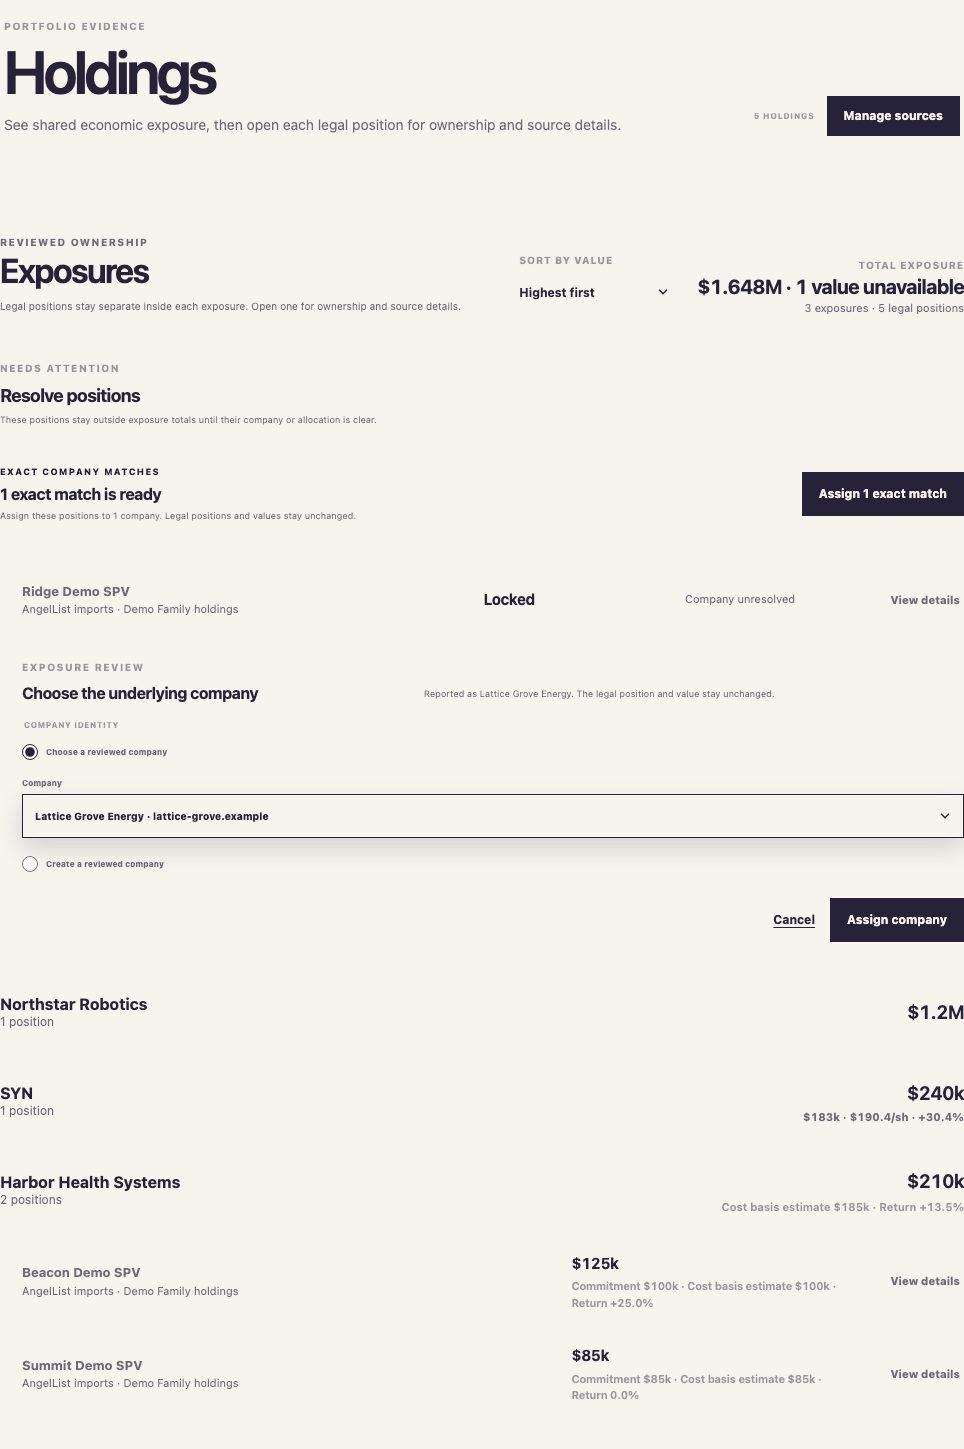 PORTFOLIO EVIDENCE
Holdings
See shared economic exposure, then open each legal position for ownership and source details.
5 HOLDINGS
Manage sources
REVIEWED OWNERSHIP
Exposures
Legal positions stay separate inside each exposure. Open one for ownership and source details.
SORT BY VALUE
Highest first
TOTAL EXPOSURE
$1.648M · 1 value unavailable
3 exposures · 5 legal positions
NEEDS ATTENTION
Resolve positions
These positions stay outside exposure totals until their company or allocation is clear.
EXACT COMPANY MATCHES
1 exact match is ready
Assign these positions to 1 company. Legal positions and values stay unchanged.
Assign 1 exact match
Ridge Demo SPV
AngelList imports · Demo Family holdings
Locked
Company unresolved
View details
EXPOSURE REVIEW
Choose the underlying company
Reported as Lattice Grove Energy. The legal position and value stay unchanged.
COMPANY IDENTITY
Choose a reviewed company
Company
Lattice Grove Energy · lattice-grove.example
Create a reviewed company
Cancel
Assign company
Northstar Robotics
1 position
$1.2M
SYN
1 position
$240k
$183k · $190.4/sh · +30.4%
Harbor Health Systems
2 positions
$210k
Cost basis estimate $185k · Return +13.5%
Beacon Demo SPV
AngelList imports · Demo Family holdings
$125k
Commitment $100k · Cost basis estimate $100k ·
Return +25.0%
View details
Summit Demo SPV
AngelList imports · Demo Family holdings
$85k
Commitment $85k · Cost basis estimate $85k ·
Return 0.0%
View details